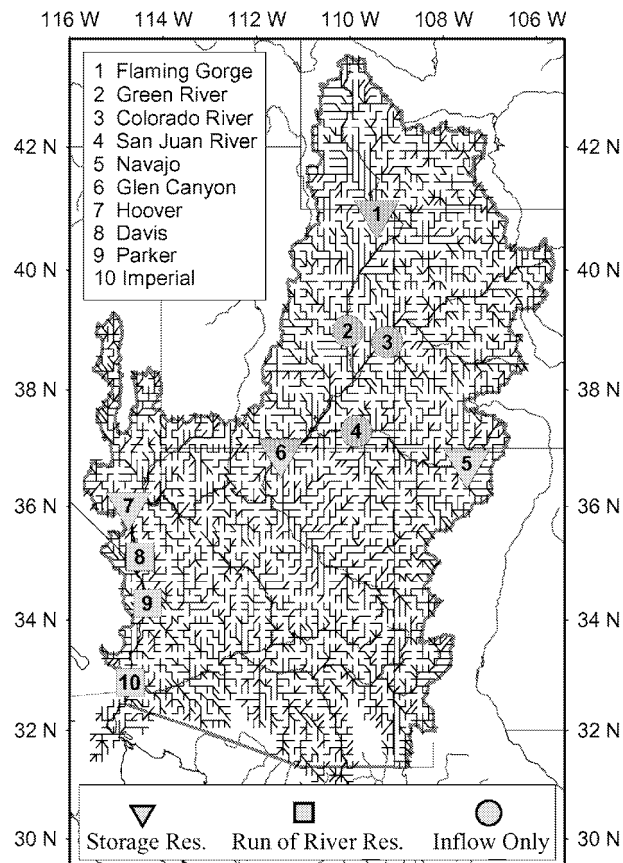 116 W 114 W 112 W 110 W 108 W 106 W
1 Flaming Gorge
2 Green River
3 Colorado River
4 San Juan River
5 Navajo
6 Glen Canyon
7 Hoover
8 Davis
9 Parker
10 Imperial
42 N 42 N
1
40 N 40 N
2 3
38 N 38 N
4
6 5
36 N 36 N
7
8
34 N 34 N
9
10
32 N 32 N
Storage Res. Run of River Res. Inflow Only
30 N 30 N